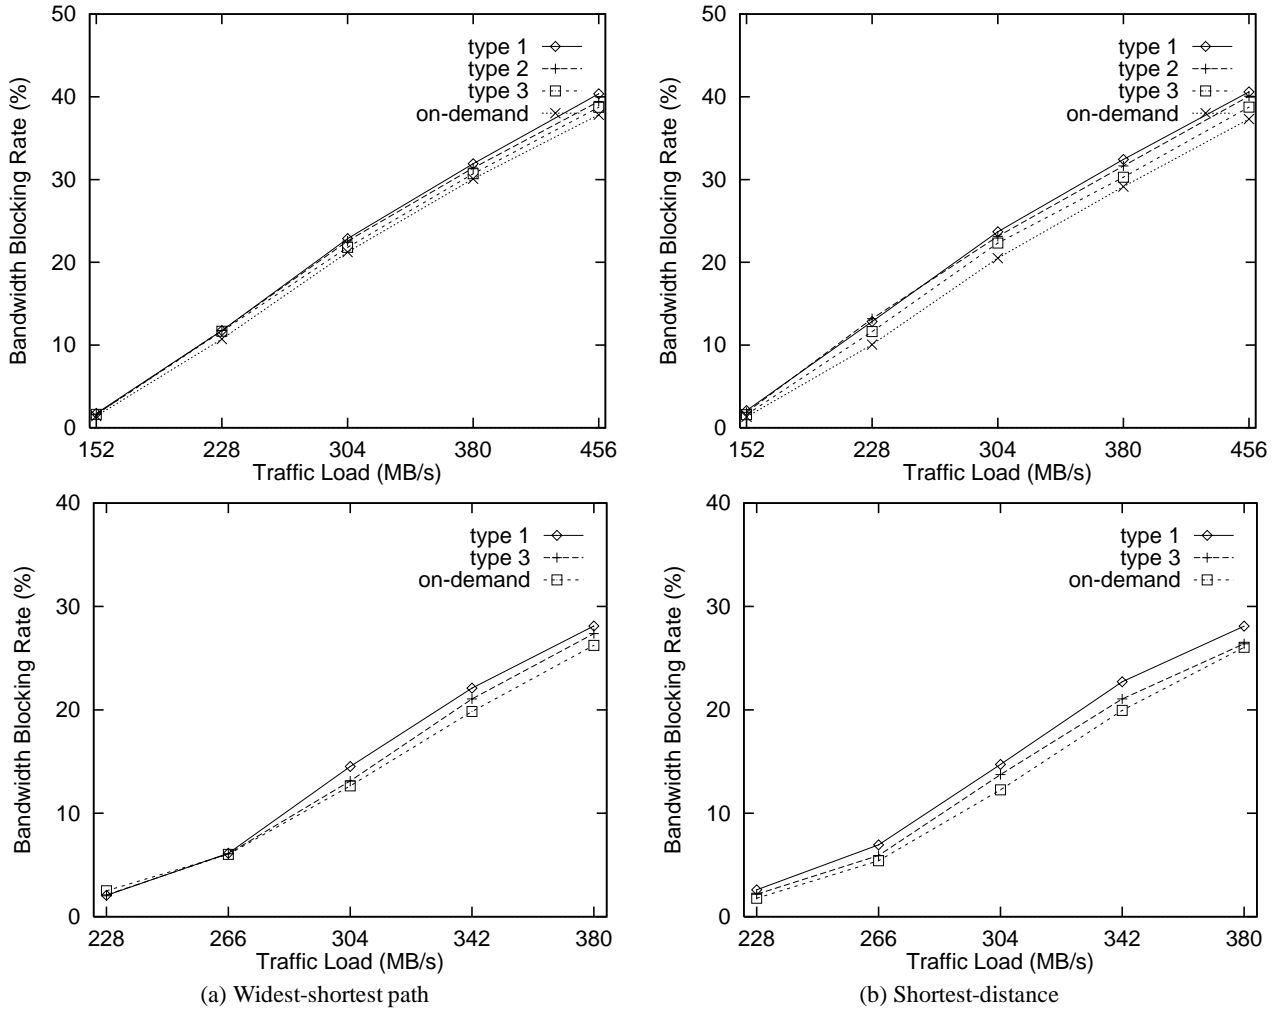 50
40
30
20
10
0
Bandwidth Blocking Rate (%)
type 1
type 2
type 3
on-demand
152 228 304 380 456
Traffic Load (MB/s)
50
40
30
20
10
0
Bandwidth Blocking Rate (%)
type 1
type 2
type 3
on-demand
152 228 304 380 456
Traffic Load (MB/s)
40
30
20
10
0
Bandwidth Blocking Rate (%)
type 1
type 3
on-demand
228 266 304 342 380
Traffic Load (MB/s)
(a) Widest-shortest path
40
30
20
10
0
Bandwidth Blocking Rate (%)
type 1
type 3
on-demand
228 266 304 342 380
Traffic Load (MB/s)
(b) Shortest-distance